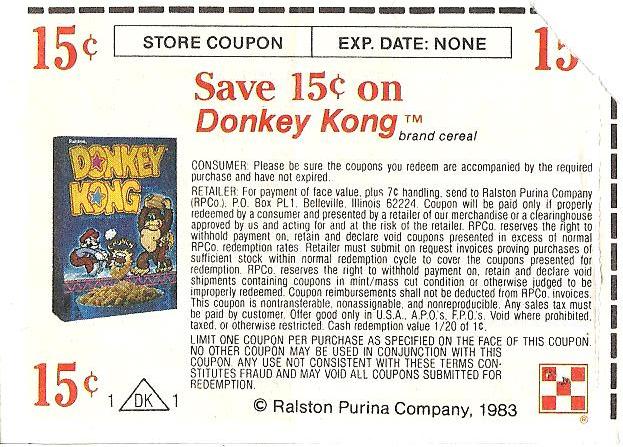 15¢ STORE COUPON EXP. DATE: NONE 15
Save 15¢ on
Donkey Kong™
brand cereal
Ralston
DONKEY
KONG
CONSUMER: Please be sure the coupons you redeem are accompanied by the required
purchase and have not expired.
RETAILER: For payment of face value, plus 7¢ handling, send to Ralston Purina Company
(RPCo.), P.O. Box PL1, Belleville, Illinois 62224. Coupon will be paid only if properly
redeemed by a consumer and presented by a retailer of our merchandise or a clearinghouse
approved by us and acting for and at the risk of the retailer. RPCo. reserves the right to
withhold payment on, retain and declare void coupons presented in excess of normal
RPCo. redemption rates. Retailer must submit on request invoices proving purchases of
sufficient stock within normal redemption cycle to cover the coupons presented for
redemption. RPCo. reserves the right to withhold payment on, retain and declare void
shipments containing coupons in mint/mass cut condition or otherwise judged to be
improperly redeemed. Coupon reimbursements shall not be deducted from RPCo. invoices.
This coupon is nontransferable, nonassignable, and nonreproducible. Any sales tax must
be paid by customer. Offer good only in U.S.A., A.P.O's, F.P.O's. Void where prohibited,
taxed, or otherwise restricted. Cash redemption value 1/20 of 1¢.
LIMIT ONE COUPON PER PURCHASE AS SPECIFIED ON THE FACE OF THIS COUPON.
NO OTHER COUPON MAY BE USED IN CONJUNCTION WITH THIS
COUPON. ANY USE NOT CONSISTENT WITH THESE TERMS CON-
STITUTES FRAUD AND MAY VOID ALL COUPONS SUBMITTED FOR
REDEMPTION.
15¢
1 DK 1
© Ralston Purina Company, 1983
®